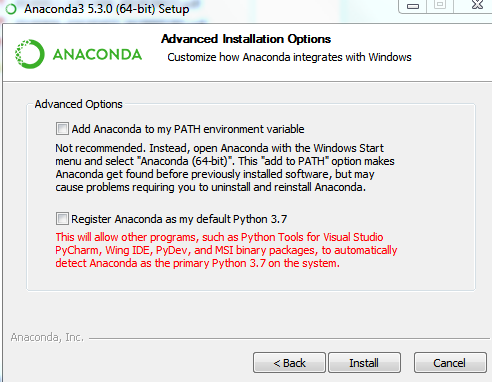 Anaconda3 5.3.0 (64-bit) Setup
Advanced Installation Options
Customize how Anaconda integrates with Windows
ANACONDA
Advanced Options
Add Anaconda to my PATH environment variable
Not recommended. Instead, open Anaconda with the Windows Start
menu and select "Anaconda (64-bit)". This "add to PATH" option makes
Anaconda get found before previously installed software, but may
cause problems requiring you to uninstall and reinstall Anaconda.
Register Anaconda as my default Python 3.7
This will allow other programs, such as Python Tools for Visual Studio
PyCharm, Wing IDE, PyDev, and MSI binary packages, to automatically
detect Anaconda as the primary Python 3.7 on the system.
Anaconda, Inc.
< Back
Install
Cancel